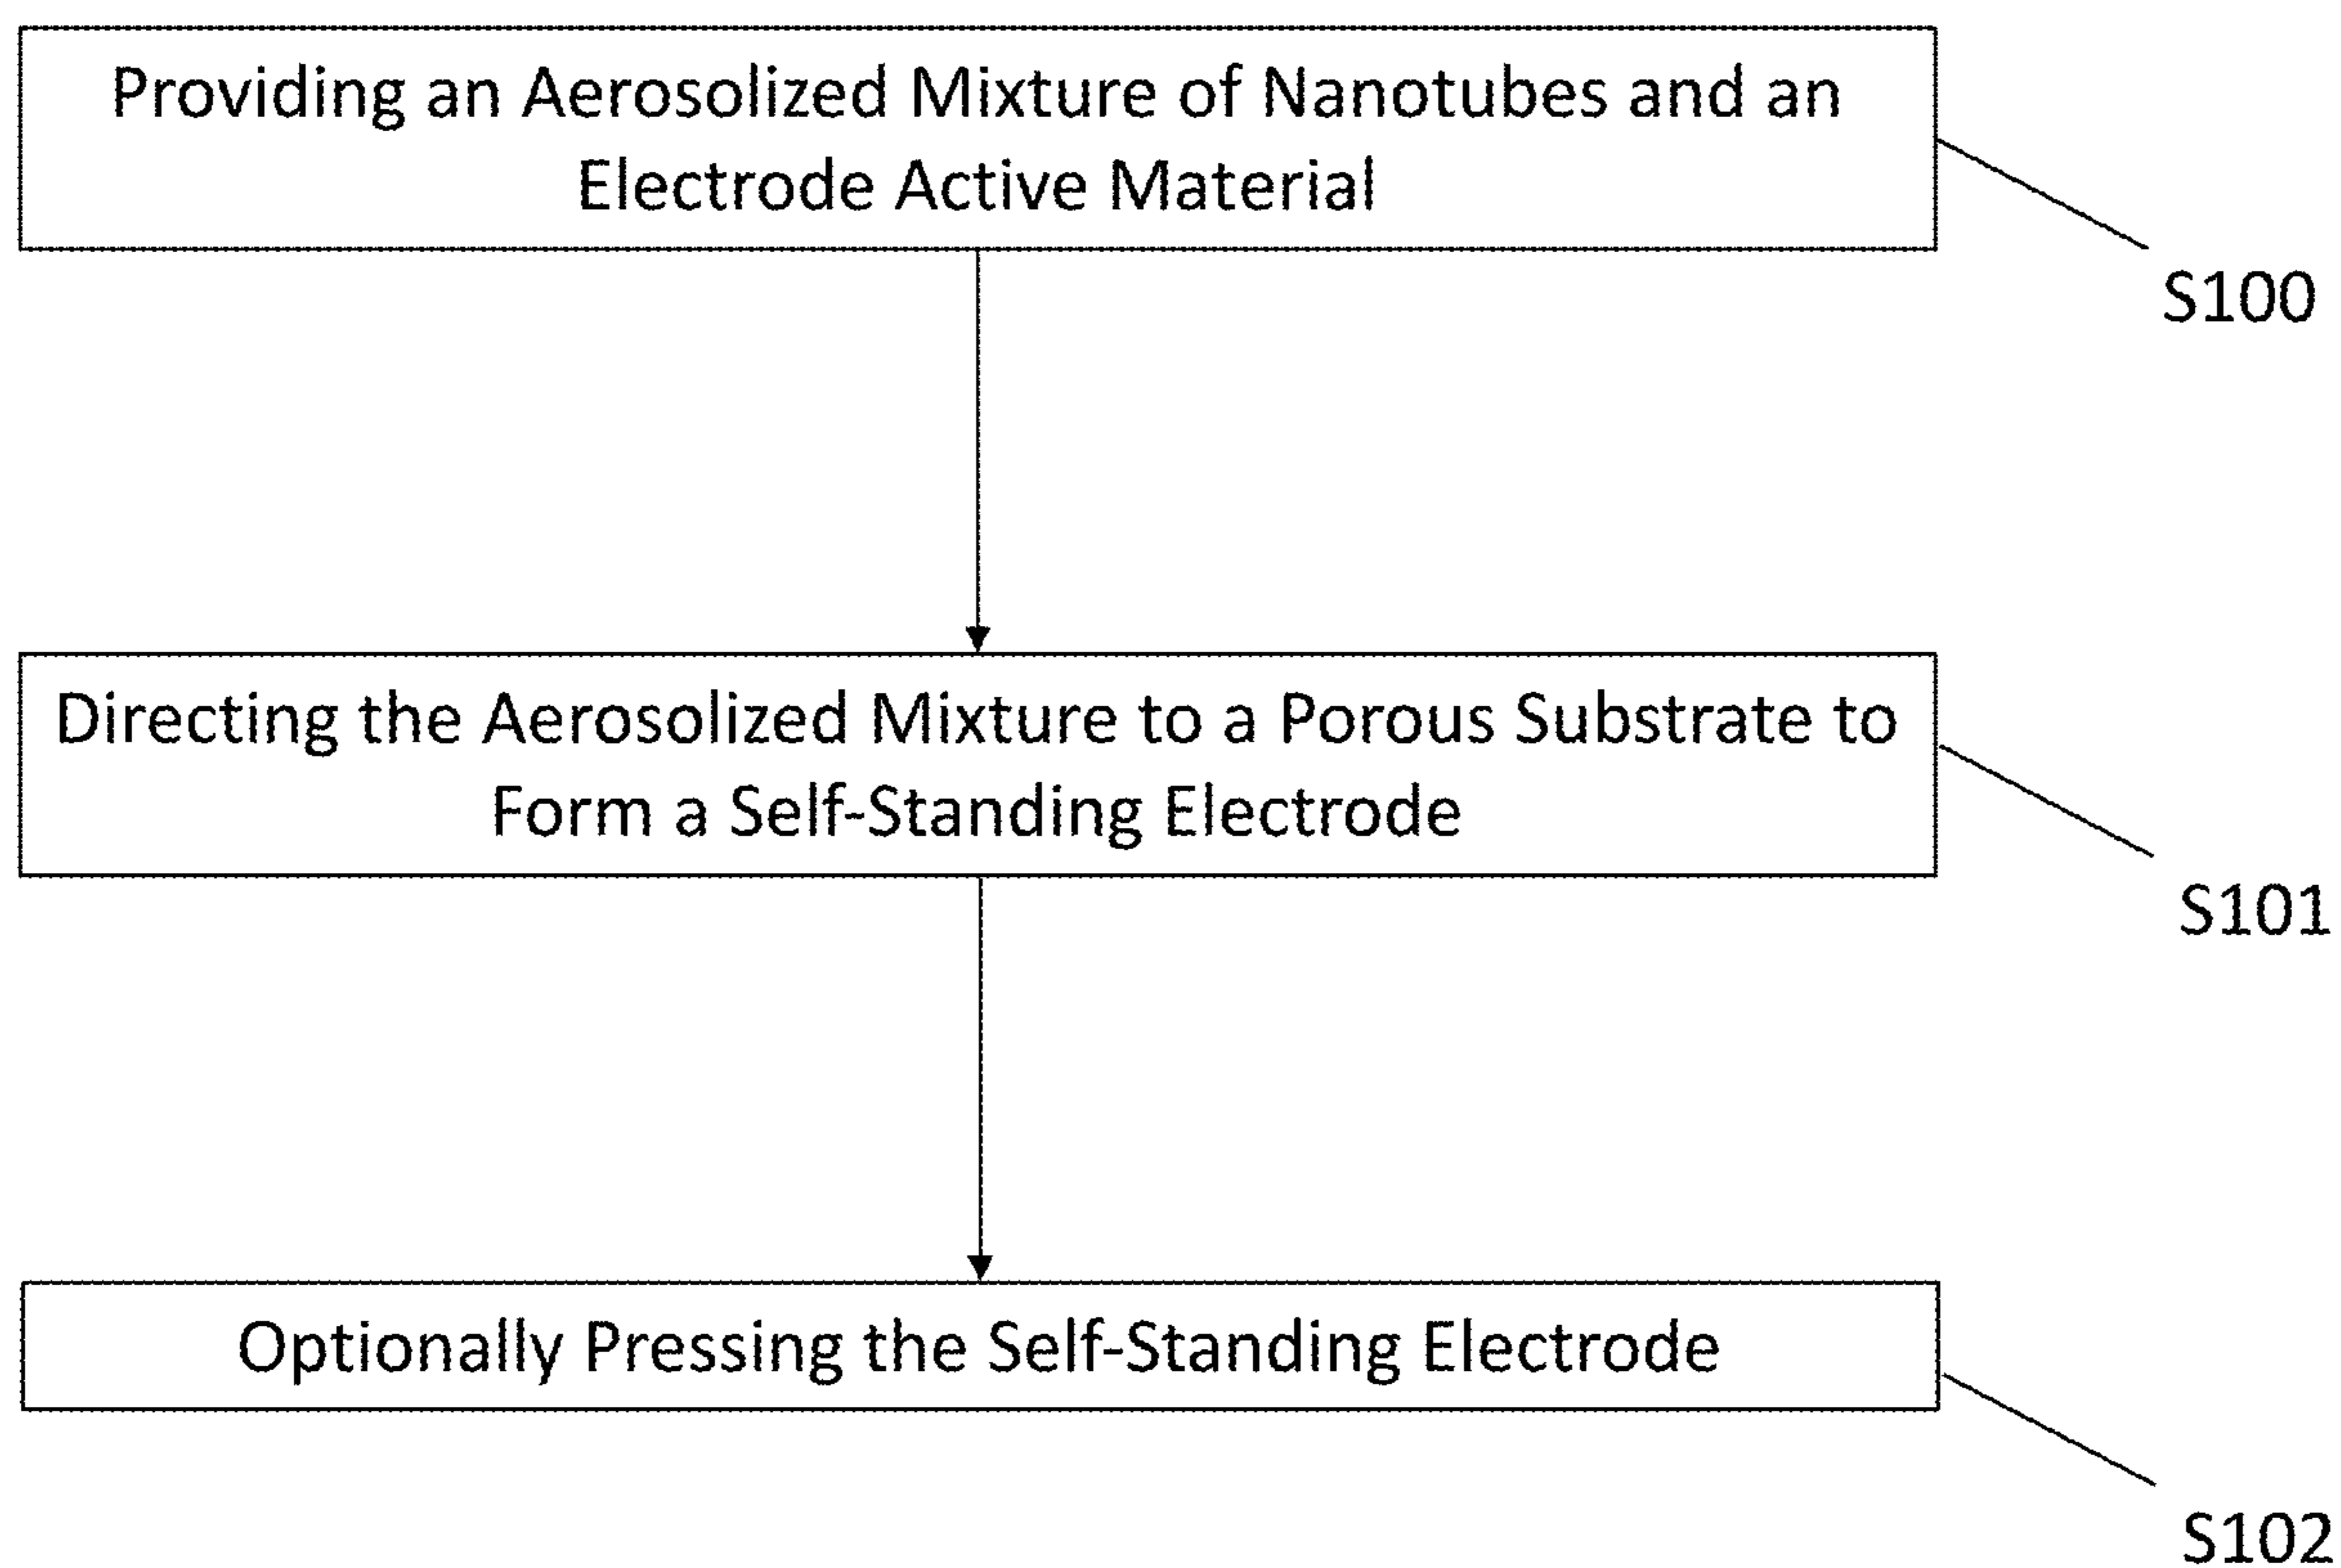 Providing an Aerosolized Mixture of Nanotubes and an
Electrode Active Material
S100
Directing the Aerosolized Mixture to a Porous Substrate to
Form a Self-Standing Electrode
S101
Optionally Pressing the Self-Standing Electrode
S102